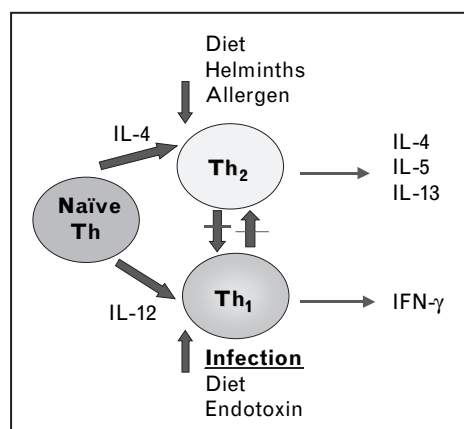 Diet
Helminths
Allergen
IL-4
Th₂
IL-4
IL-5
IL-13
Naïve
Th
IL-12
Th₁
IFN-γ
Infection
Diet
Endotoxin